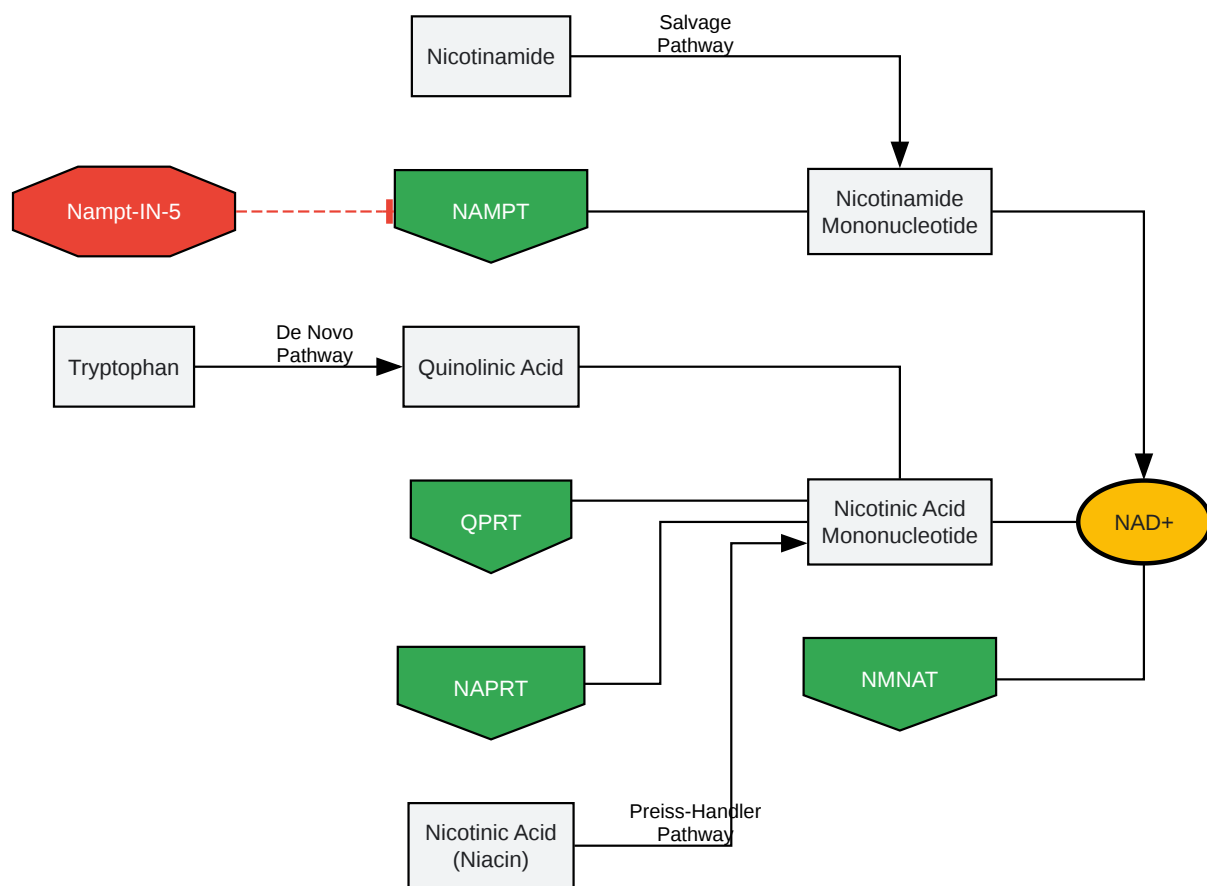 Salvage
Pathway
Nicotinamide
Nampt-IN-5
NAMPT
Nicotinamide
Mononucleotide
De Novo
Pathway
Tryptophan
Quinolinic Acid
QPRT
Nicotinic Acid
Mononucleotide
NAD+
NAPRT
NMNAT
Preiss-Handler
Pathway
Nicotinic Acid
(Niacin)